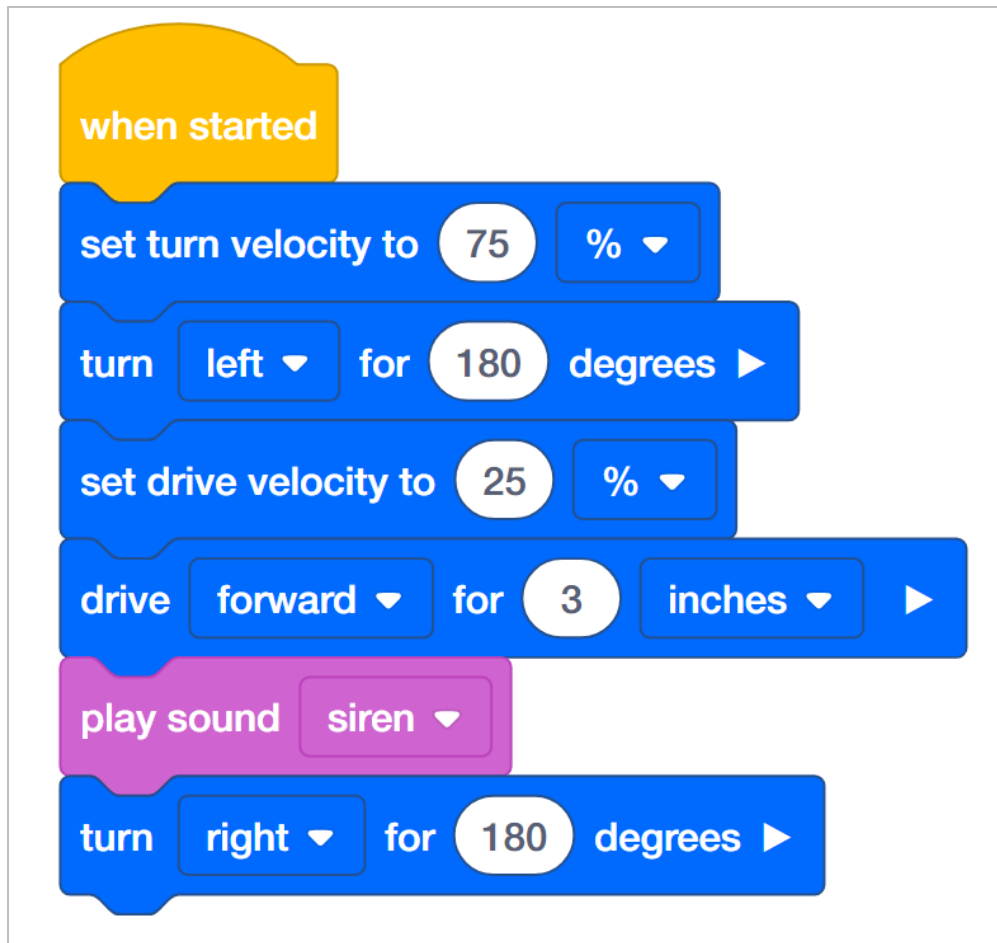 when started
set turn velocity to 75 %
turn left for 180 degrees
set drive velocity to 25 %
drive forward for 3 inches
play sound siren
turn right for 180 degrees